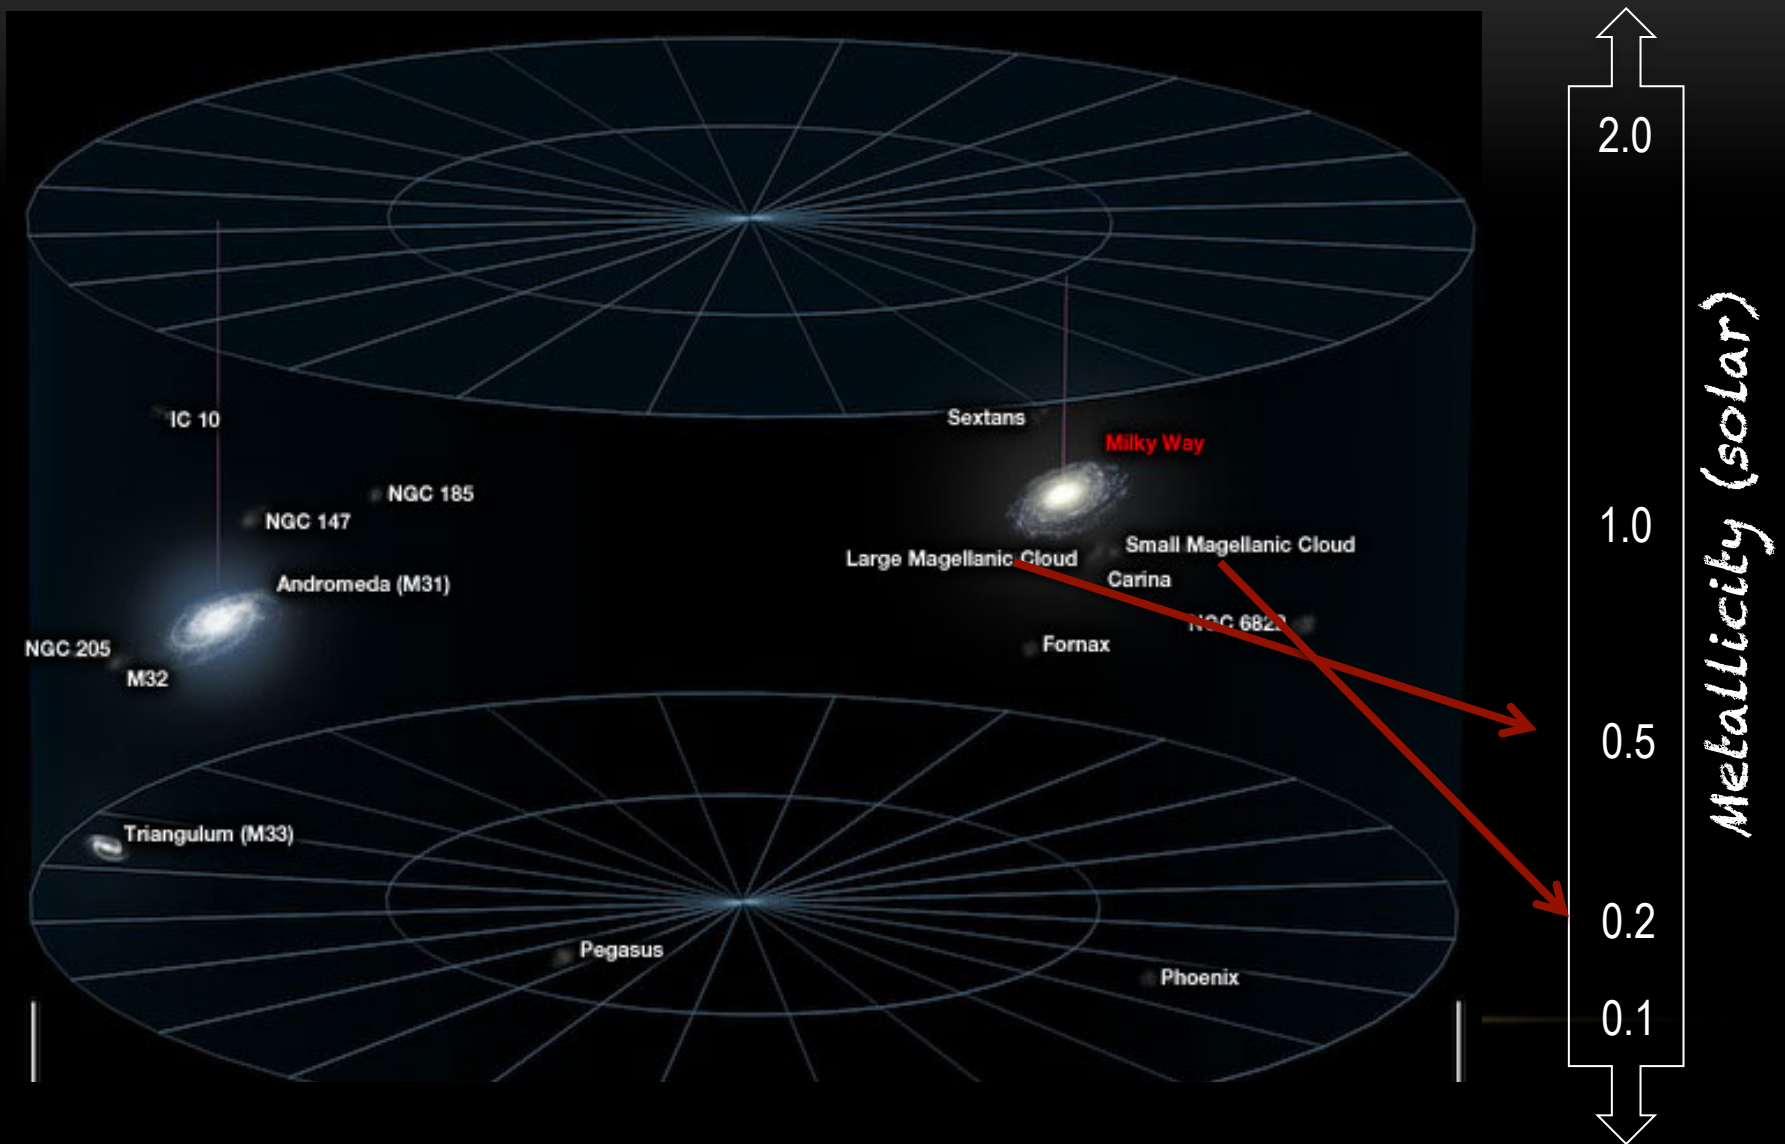 IC 10
Sextans
Milky Way
NGC 185
NGC 147
Large Magellanic Cloud
Small Magellanic Cloud
Carina
Andromeda (M31)
NGC 6822
Fornax
NGC 205
M32
Triangulum (M33)
Pegasus
Phoenix
2.0
1.0
0.5
0.2
0.1
Metallicity (solar)